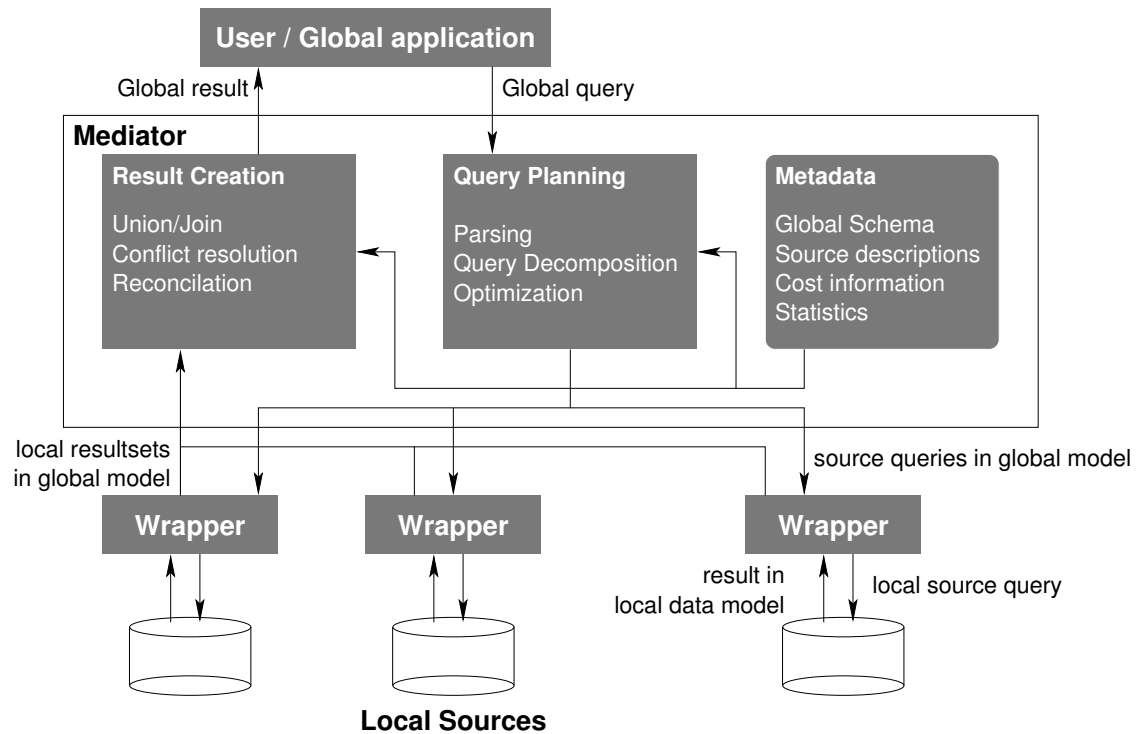 User / Global application
Global result
Global query
Mediator
Result Creation
Union/Join
Conflict resolution
Reconcilation
Query Planning
Parsing
Query Decomposition
Optimization
Metadata
Global Schema
Source descriptions
Cost information
Statistics
local resultsets
in global model
source queries in global model
Wrapper
Wrapper
Wrapper
result in
local data model
local source query
Local Sources